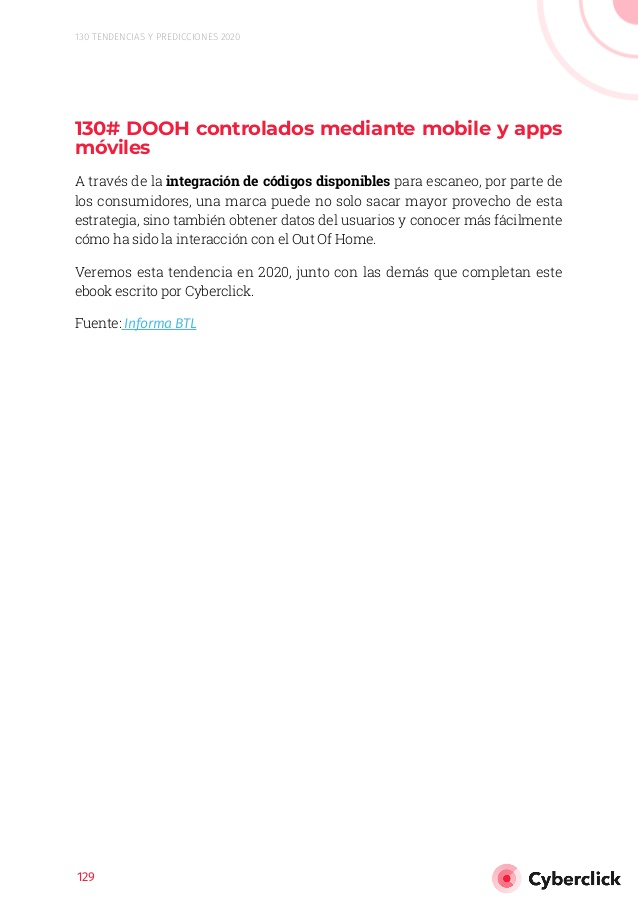 130 TENDENCIAS Y PREDICCIONES 2020
130# DOOH controlados mediante mobile y apps
móviles
A través de la integración de códigos disponibles para escaneo, por parte de
los consumidores, una marca puede no solo sacar mayor provecho de esta
estrategia, sino también obtener datos del usuarios y conocer más fácilmente
cómo ha sido la interacción con el Out Of Home.
Veremos esta tendencia en 2020, junto con las demás que completan este
ebook escrito por Cyberclick.
Fuente: Informa BTL
129
Cyberclick